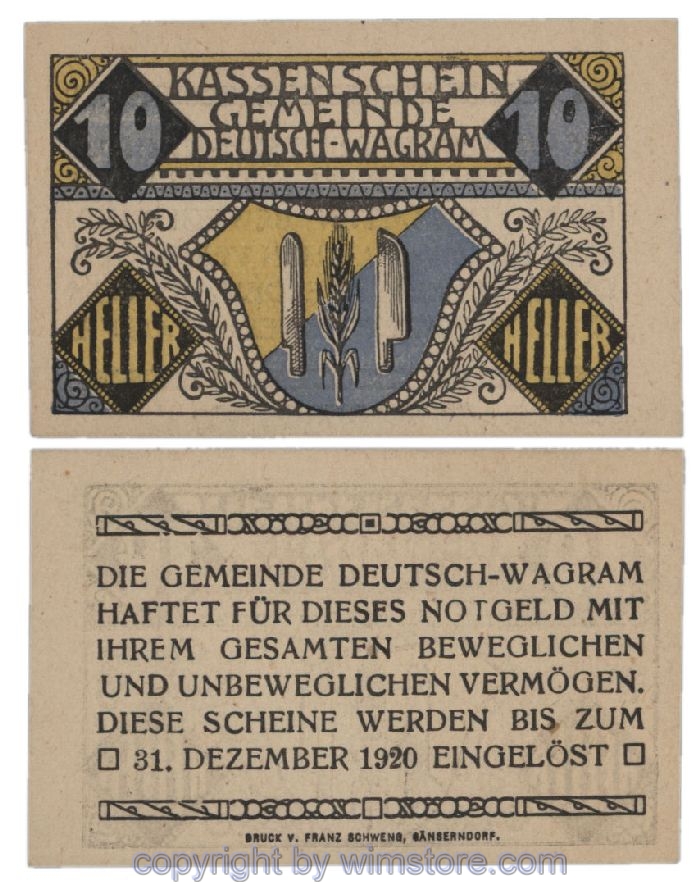 10 KASSENSCHEIN 10
GEMEINDE
DEUTSCH-WAGRAM
HELLER HELLER
DIE GEMEINDE DEUTSCH-WAGRAM
HAFTET FÜR DIESES NOTGELD MIT
IHREM GESAMTEN BEWEGLICHEN
UND UNBEWEGLICHEN VERMÖGEN.
DIESE SCHEINE WERDEN BIS ZUM
31. DEZEMBER 1920 EINGELÖST
DRUCK V. FRANZ SCHWENG, GÄNSERNDORF.
copyright by wimstore.com